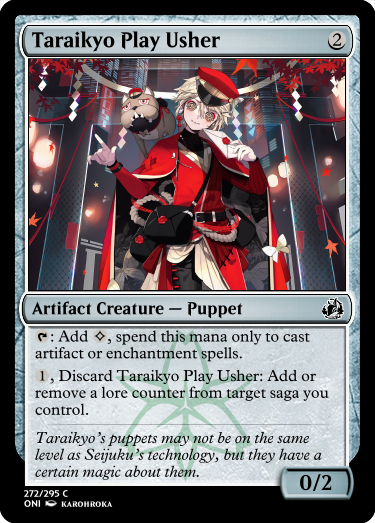 Taraikyo Play Usher 2
Artifact Creature — Puppet
: Add , spend this mana only to cast
artifact or enchantment spells.
1 , Discard Taraikyo Play Usher: Add or
remove a lore counter from target saga you
control.
Taraikyo's puppets may not be on the same
level as Seijuku's technology, but they have a
certain magic about them.
0/2
272/295 C
ONI KAROHROKA